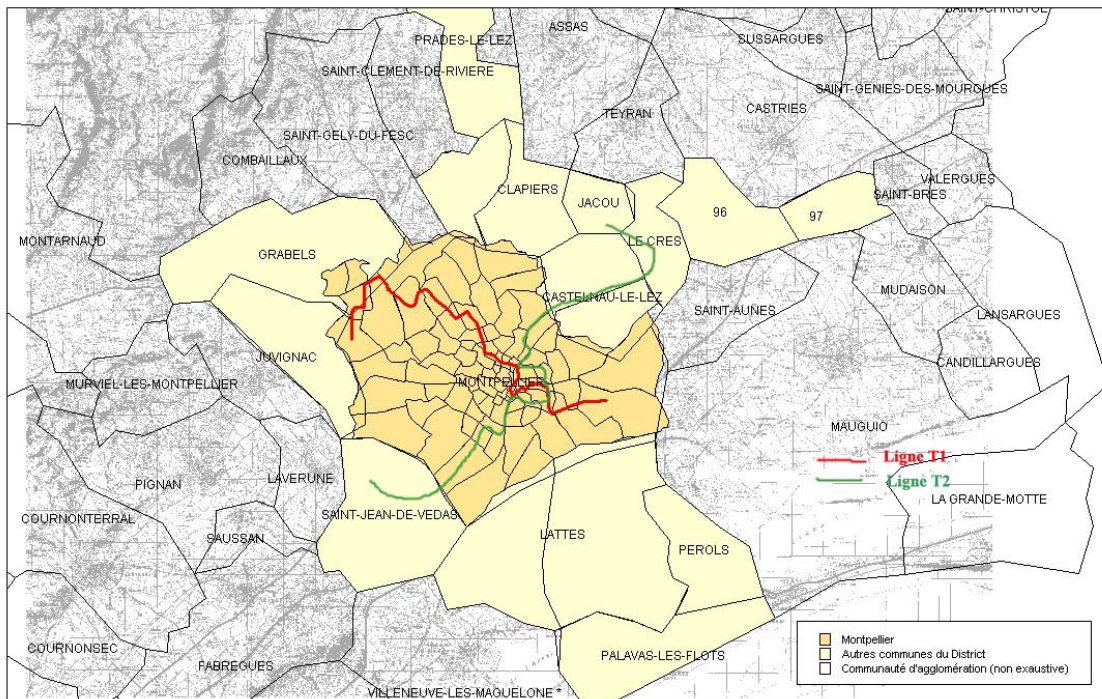 SAINT-CHRISTOL
PRADES-LE-LEZ
ASSAS
SUSSARGUES
SAINT-CLEMENT-DE-RIVIERE
SAINT-GENIES-DES-MOURGUES
CASTRIES
TEYRAN
SAINT-GELY-DU-FESC
COMBAILLAUX
VALERGUES
CLAPIERS
SAINT-BRES
JACOU
96
97
LE CRES
MONTARNAUD
GRABELS
MUDAISON
CASTELNAU-LE-LEZ
SAINT-AUNES
LANSARGUES
JUVIGNAC
CANDILLARGUES
MURVIEL-LES-MONTPELLIER
MONTPELLIER
MAUGUIO
Ligne T1
Ligne T2
LAVERUNE
PIGNAN
LA GRANDE-MOTTE
SAINT-JEAN-DE-VEDAS
COURNONTERRAL
LATTES
SAUSSAN
PEROLS
COURNONSEC
PALAVAS-LES-FLOTS
FABREGUES
VILLENEUVE-LES-MAGUELONE *
Montpellier
Autres communes du District
Communauté d'agglomération (non exaustive)